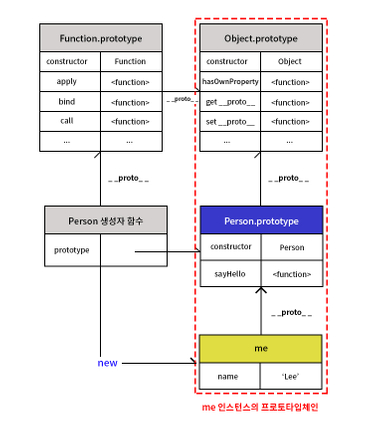 Function.prototype
constructor Function
apply <function>
bind <function>
call <function>
... ...
Object.prototype
constructor Object
hasOwnProperty <function>
get __proto__ <function>
set __proto__ <function>
... ...
__proto__
__proto__
__proto__
Person 생성자 함수
prototype
Person.prototype
constructor Person
sayHello <function>
__proto__
me
name 'Lee'
new
me 인스턴스의 프로토타입체인